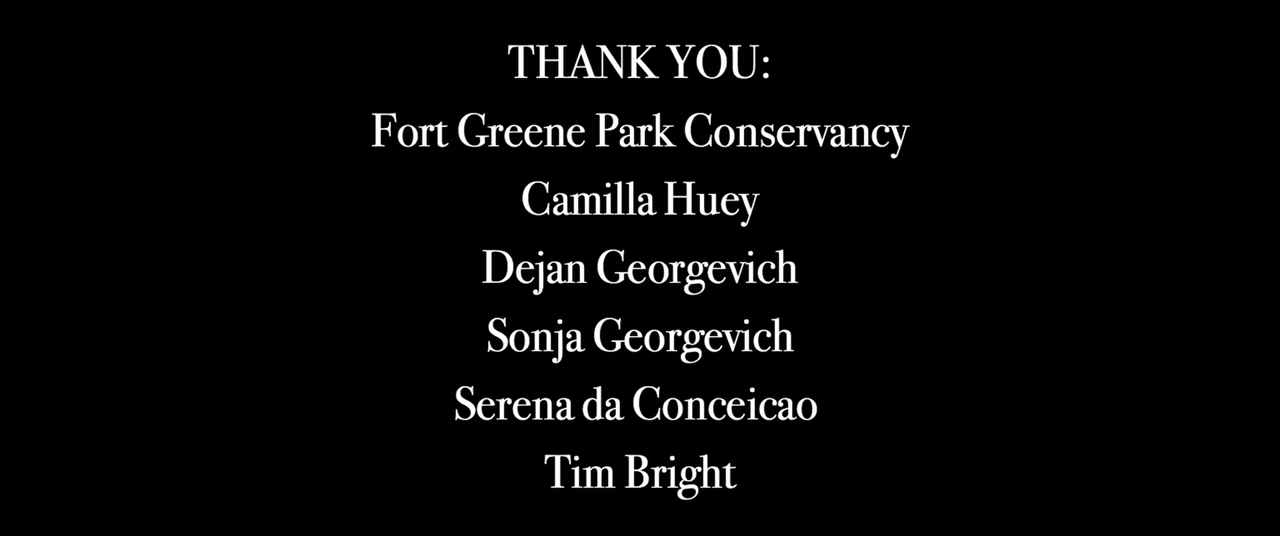 THANK YOU:
Fort Greene Park Conservancy
Camilla Huey
Dejan Georgevich
Sonja Georgevich
Serena da Conceicao
Tim Bright